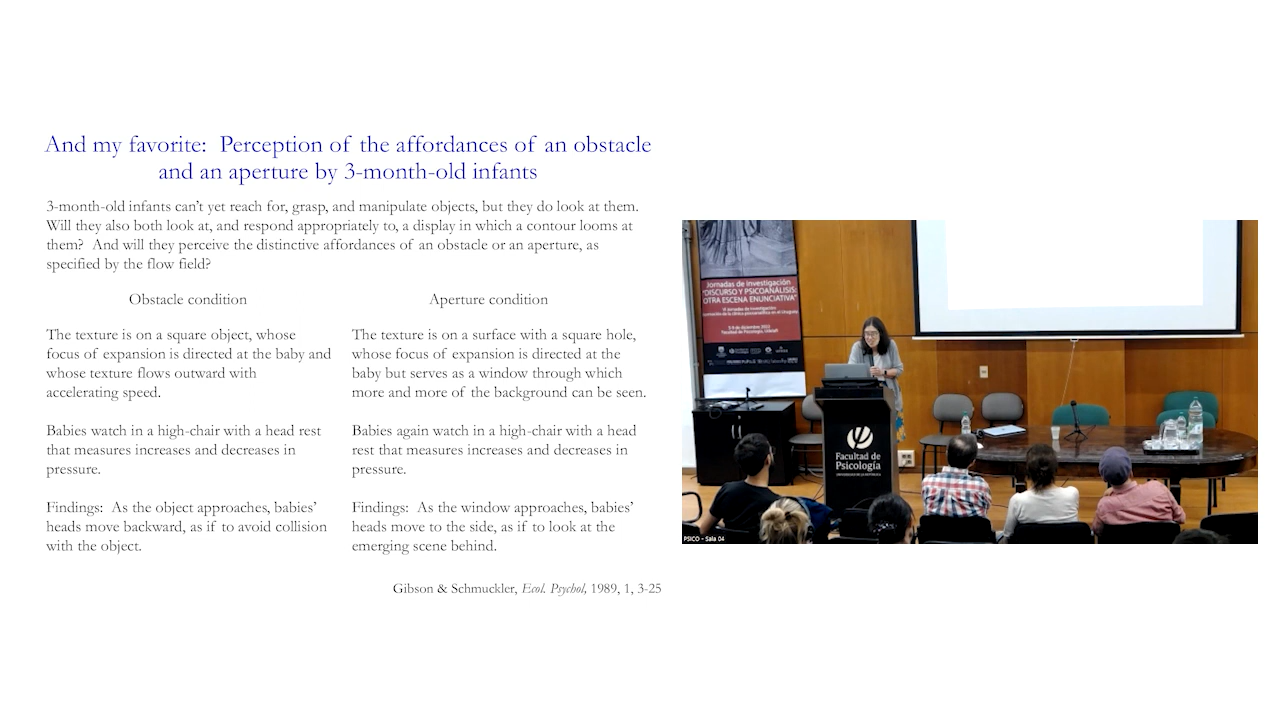 And my favorite: Perception of the affordances of an obstacle
and an aperture by 3-month-old infants
3-month-old infants can't yet reach for, grasp, and manipulate objects, but they do look at them.
Will they also both look at, and respond appropriately to, a display in which a contour looms at
them? And will they perceive the distinctive affordances of an obstacle or an aperture, as
specified by the flow field?
Obstacle condition
The texture is on a square object, whose
focus of expansion is directed at the baby and
whose texture flows outward with
accelerating speed.
Babies watch in a high-chair with a head rest
that measures increases and decreases in
pressure.
Findings: As the object approaches, babies'
heads move backward, as if to avoid collision
with the object.
Aperture condition
The texture is on a surface with a square hole,
whose focus of expansion is directed at the
baby but serves as a window through which
more and more of the background can be seen.
Babies again watch in a high-chair with a head
rest that measures increases and decreases in
pressure.
Findings: As the window approaches, babies'
heads move to the side, as if to look at the
emerging scene behind.
Gibson & Schmuckler, Ecol. Psychol, 1989, 1, 3-25
Jornadas de investigación
"DISCURSO Y PSICOANÁLISIS:
OTRA ESCENA ENUNCIATIVA"
Facultad de
Psicología
UNIVERSIDAD DE LA REPÚBLICA
PSICO - Sala 04